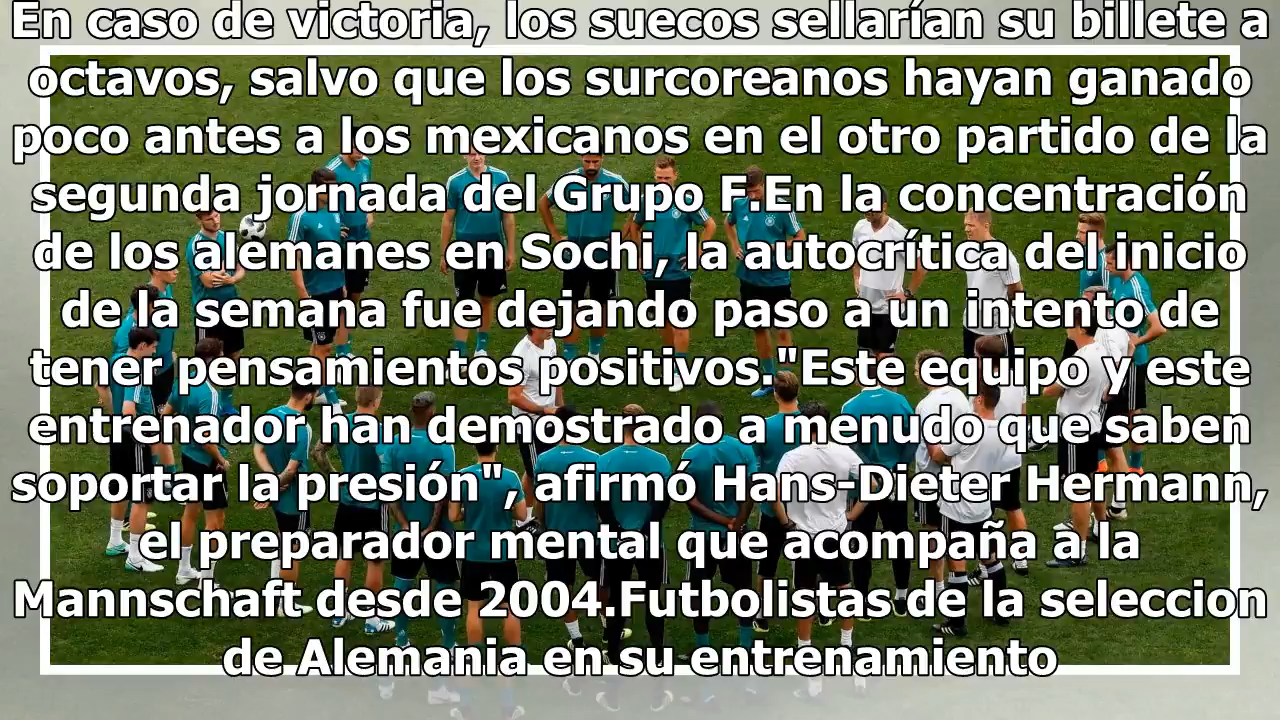 En caso de victoria, los suecos sellarían su billete a
octavos, salvo que los surcoreanos hayan ganado
poco antes a los mexicanos en el otro partido de la
segunda jornada del Grupo F.En la concentración
de los alemanes en Sochi, la autocrítica del inicio
de la semana fue dejando paso a un intento de
tener pensamientos positivos."Este equipo y este
entrenador han demostrado a menudo que saben
soportar la presión", afirmó Hans-Dieter Hermann,
el preparador mental que acompaña a la
Mannschaft desde 2004.Futbolistas de la seleccion
de Alemania en su entrenamiento